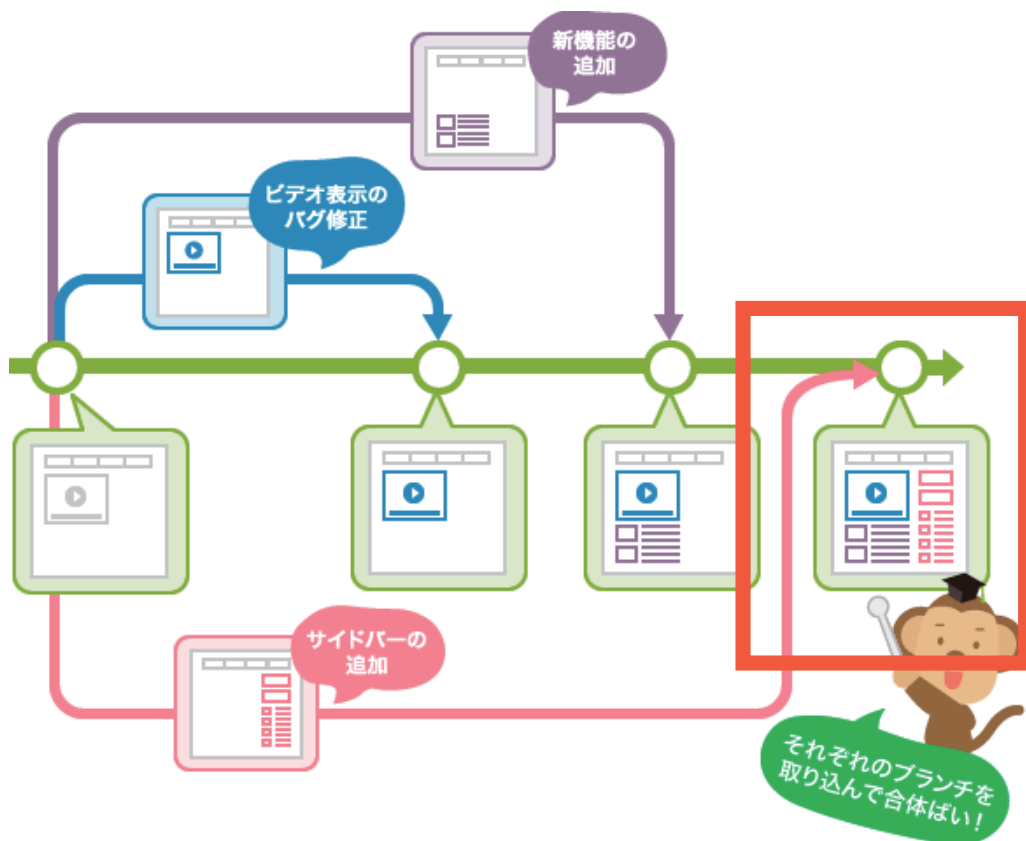 新機能の
追加
ビデオ表示の
バグ修正
サイドバーの
追加
それぞれのブランチを
取り込んで合体ばい！